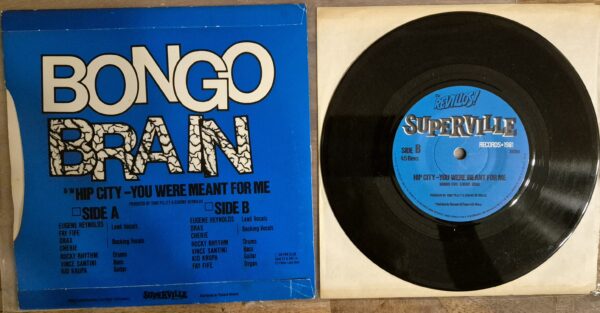 BONGO
BRAIN
b/w HIP CITY—YOU WERE MEANT FOR ME
PRODUCED BY
SIDE A
EUGENE REYNOLDS Lead Vocals
FAY FIFE
DRAX Backing Vocals
CHERIE
ROCKY RHYTHM Drums
VINCE SANTINI Bass
KID KRUPA Guitar
SIDE B
EUGENE REYNOLDS Lead Vocals
DRAX Backing Vocals
CHERIE
ROCKY RHYTHM Drums
VINCE SANTINI Bass
KID KRUPA Guitar
FAY FIFE Organ
SUPERVILLE
REVILLOS!
SUPERVILLE
SIDE B
45
RECORDS • 1981
HIP CITY—YOU WERE MEANT FOR ME